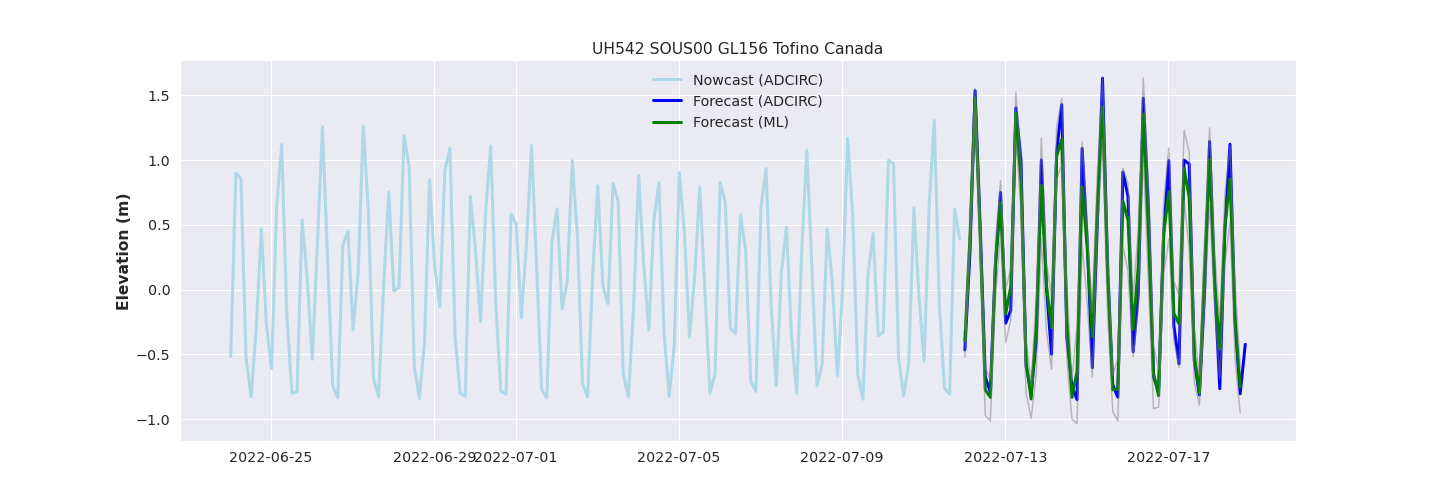 UH542 SOUS00 GL156 Tofino Canada
Nowcast (ADCIRC)
Forecast (ADCIRC)
Forecast (ML)
Elevation (m)
1.5
1.0
0.5
0.0
−0.5
−1.0
2022-06-25 2022-06-29 2022-07-01 2022-07-05 2022-07-09 2022-07-13 2022-07-17